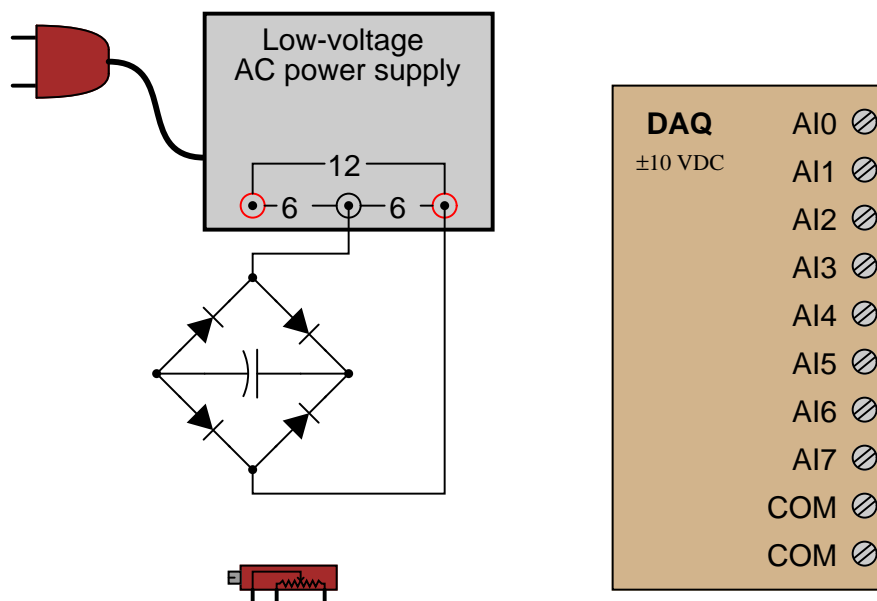 Low-voltage
AC power supply
12
6 6
DAQ
±10 VDC
AI0
AI1
AI2
AI3
AI4
AI5
AI6
AI7
COM
COM